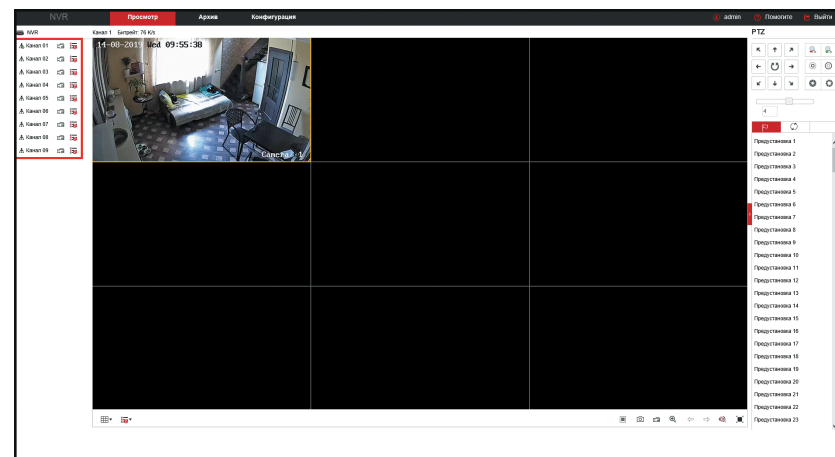 NVR
Просмотр
Архив
Конфигурация
admin
Помогите
Выйти
NVR
Канал 1 Битрейт: 76 K/s
PTZ
Канал 01
Канал 02
Канал 03
Канал 04
Канал 05
Канал 06
Канал 07
Канал 08
Канал 09
14-08-2019 Wed 09:55:38
Camera 1
4
Предустановка 1
Предустановка 2
Предустановка 3
Предустановка 4
Предустановка 5
Предустановка 6
Предустановка 7
Предустановка 8
Предустановка 9
Предустановка 10
Предустановка 11
Предустановка 12
Предустановка 13
Предустановка 14
Предустановка 15
Предустановка 16
Предустановка 17
Предустановка 18
Предустановка 19
Предустановка 20
Предустановка 21
Предустановка 22
Предустановка 23